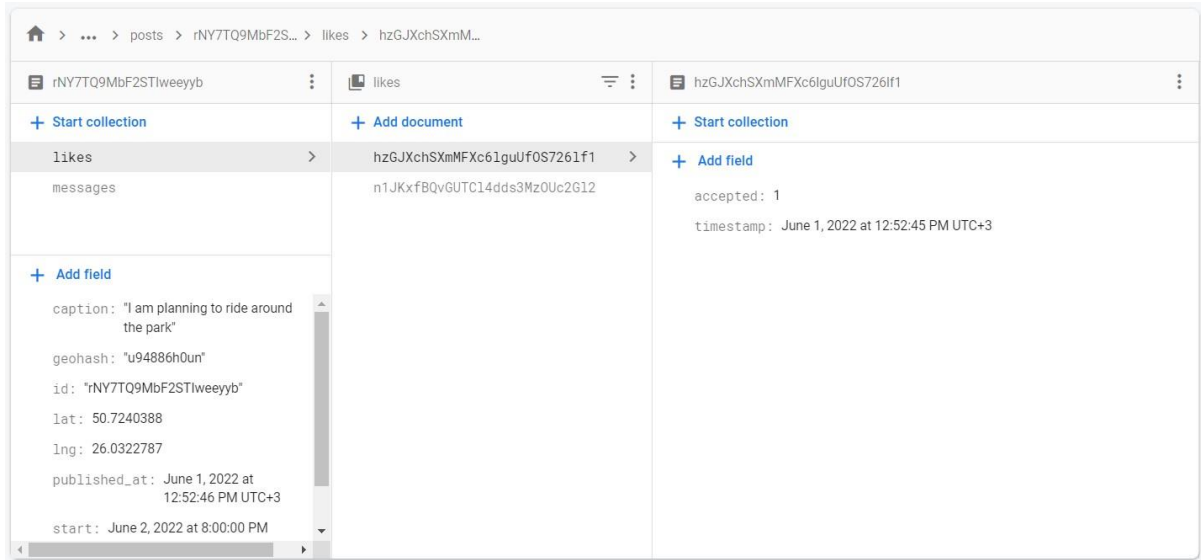 ... > posts > rNY7TQ9MbF2S... > likes > hzGJXchSXmM...
rNY7TQ9MbF2STIweeyyb
+ Start collection
likes
messages
+ Add field
caption: "I am planning to ride around
the park"
geohash: "u94886h0un"
id: "rNY7TQ9MbF2STIweeyyb"
lat: 50.7240388
lng: 26.0322787
published_at: June 1, 2022 at
12:52:46 PM UTC+3
start: June 2, 2022 at 8:00:00 PM
likes
+ Add document
hzGJXchSXmMFXc6lguUfOS726lf1
n1JKxfBQvGUTCl4dds3MzOUc2Gl2
hzGJXchSXmMFXc6lguUfOS726lf1
+ Start collection
+ Add field
accepted: 1
timestamp: June 1, 2022 at 12:52:45 PM UTC+3